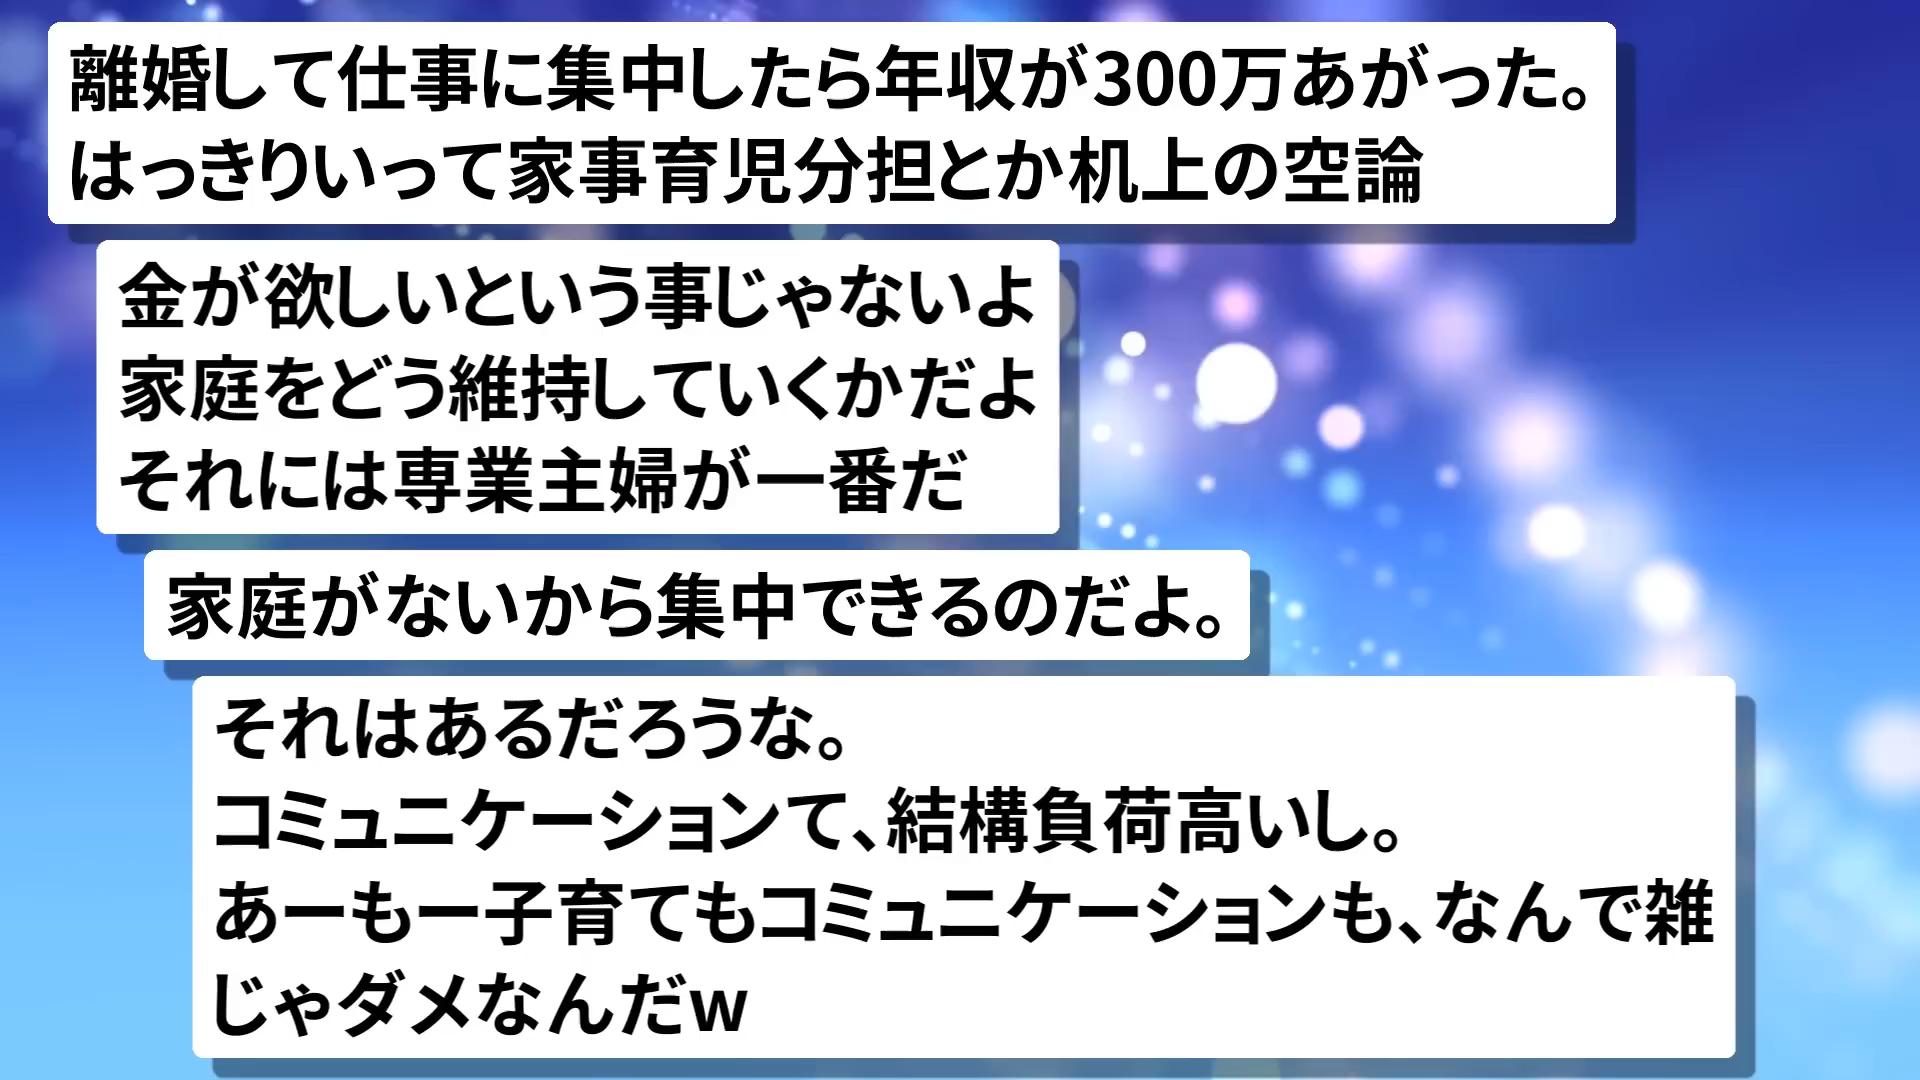 離婚して仕事に集中したら年収が300万あがった。
はっきりいって家事育児分担とか机上の空論
金が欲しいという事じゃないよ
家庭をどう維持していくかだよ
それには専業主婦が一番だ
家庭がないから集中できるのだよ。
それはあるだろうな。
コミュニケーションて、結構負荷高いし。
あーもー子育てもコミュニケーションも、なんで雑
じゃダメなんだw